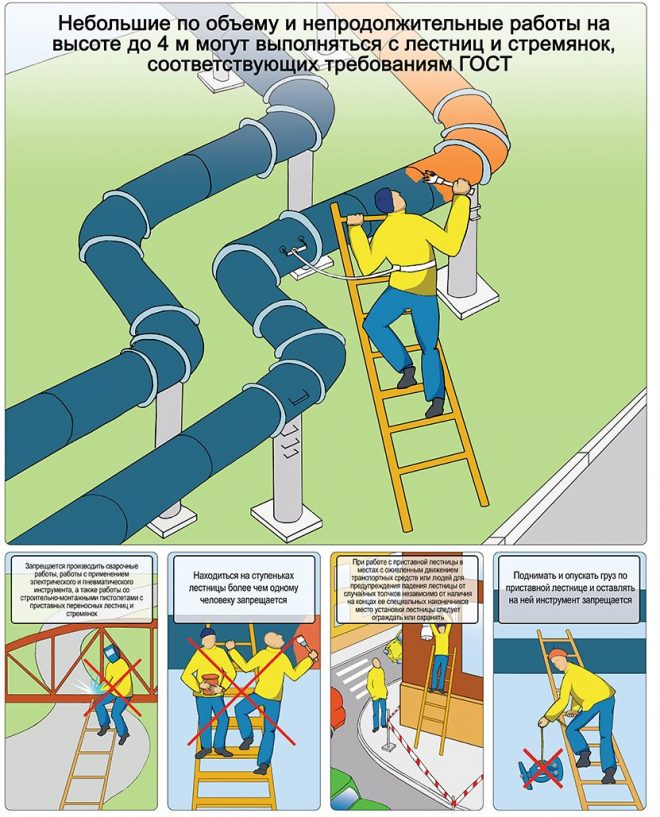 Небольшие по объему и непродолжительные работы на
высоте до 4 м могут выполняться с лестниц и стремянок,
соответствующих требованиям ГОСТ
Запрещается производить сварочные
работы, работы с применением
электрического и пневматического
инструмента, а также работы со
строительно-монтажными пистолетами с
приставных переносных лестниц и
стремянок
Находиться на ступеньках
лестницы более чем одному
человеку запрещается
При работе с приставной лестницы в
местах с оживленным движением
транспортных средств или людей для
предупреждения падения лестницы от
случайных толчков независимо от наличия
на концах ее специальных наконечников
место установки лестницы следует
ограждать или охранять
Поднимать и опускать груз по
приставной лестнице и оставлять
на ней инструмент запрещается